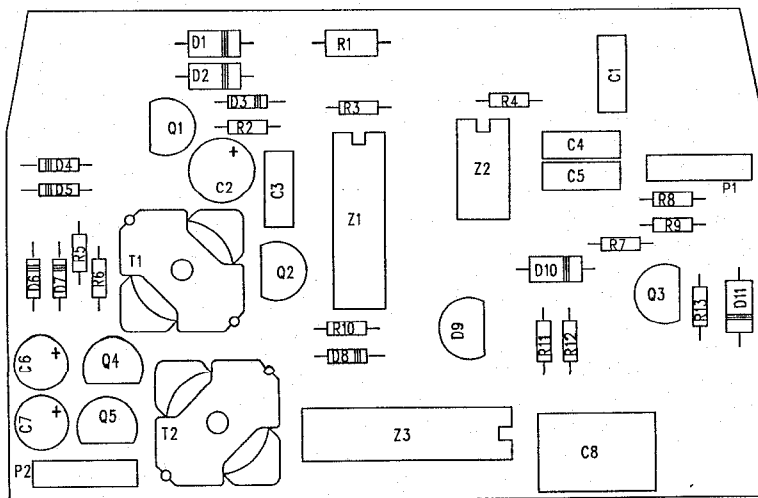 D1
R1
D2
C1
D3
R3
R4
Q1
R2
C4
Z2
D4
C5
D5
C2
+
C3
P1
R8
Z1
R9
R5
R7
T1
Q2
D10
D6
D7
R6
Q3
R13
D11
R10
D9
R11
R12
D8
C6
+
Q4
C7
+
Q5
T2
Z3
C8
P2